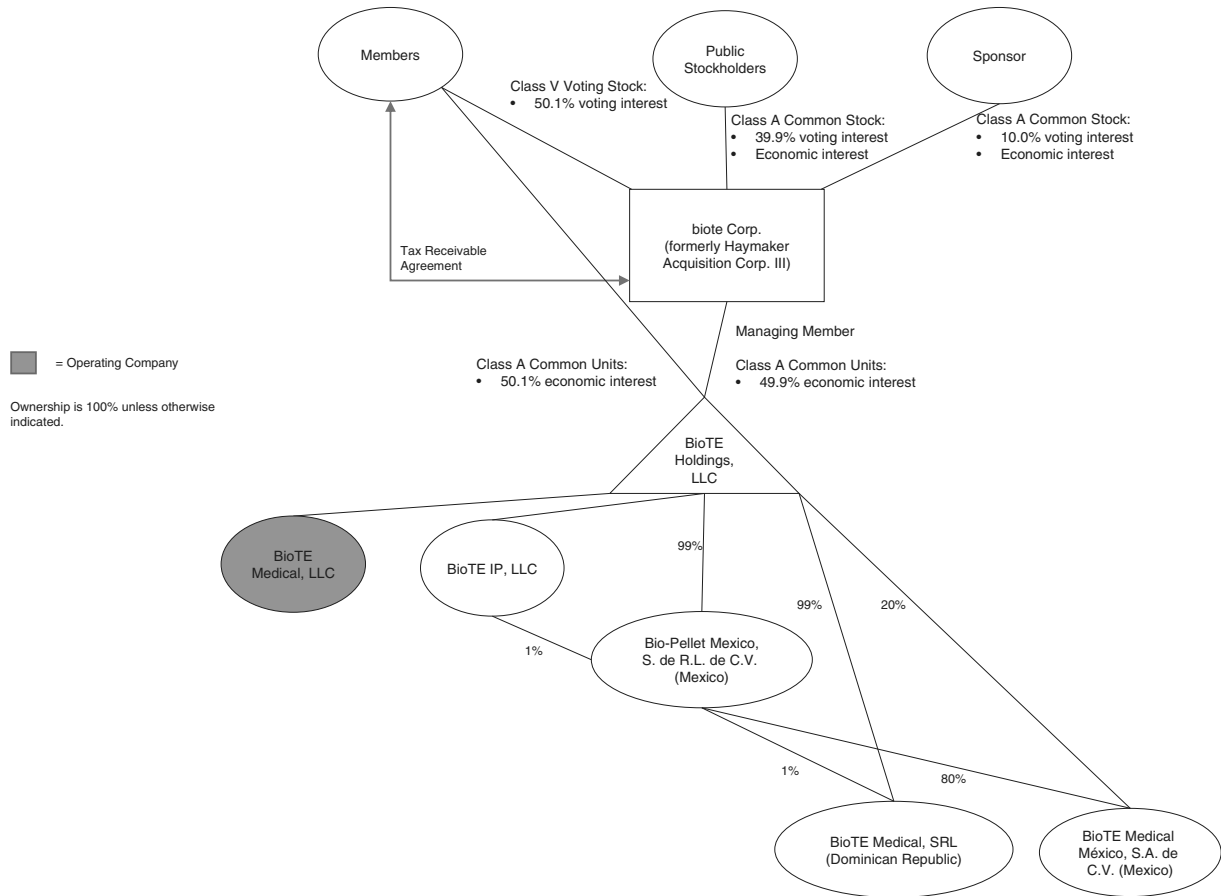 Members
Public
Stockholders
Sponsor
Class V Voting Stock:
• 50.1% voting interest
Class A Common Stock:
• 39.9% voting interest
• Economic interest
Class A Common Stock:
• 10.0% voting interest
• Economic interest
biote Corp.
(formerly Haymaker
Acquisition Corp. III)
Tax Receivable
Agreement
Managing Member
= Operating Company
Class A Common Units:
• 50.1% economic interest
Class A Common Units:
• 49.9% economic interest
Ownership is 100% unless otherwise
indicated.
BioTE
Holdings,
LLC
BioTE
Medical, LLC
BioTE IP, LLC
99%
99%
20%
1%
Bio-Pellet Mexico,
S. de R.L. de C.V.
(Mexico)
1%
80%
BioTE Medical, SRL
(Dominican Republic)
BioTE Medical
México, S.A. de
C.V. (Mexico)